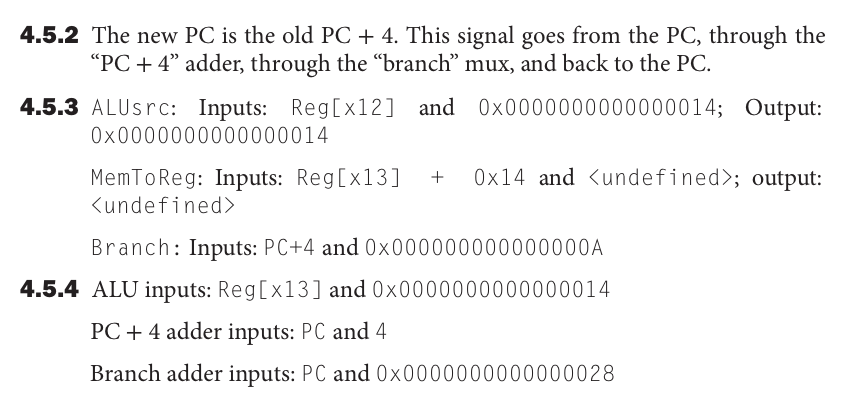 4.5.2 The new PC is the old PC + 4. This signal goes from the PC, through the
“PC + 4” adder, through the “branch” mux, and back to the PC.
4.5.3 ALUsrc: Inputs: Reg[x12] and 0x0000000000000014; Output:
0x0000000000000014
MemToReg: Inputs: Reg[x13] + 0x14 and <undefined>; output:
<undefined>
Branch: Inputs: PC+4 and 0x000000000000000A
4.5.4 ALU inputs: Reg[x13] and 0x0000000000000014
PC + 4 adder inputs: PC and 4
Branch adder inputs: PC and 0x0000000000000028